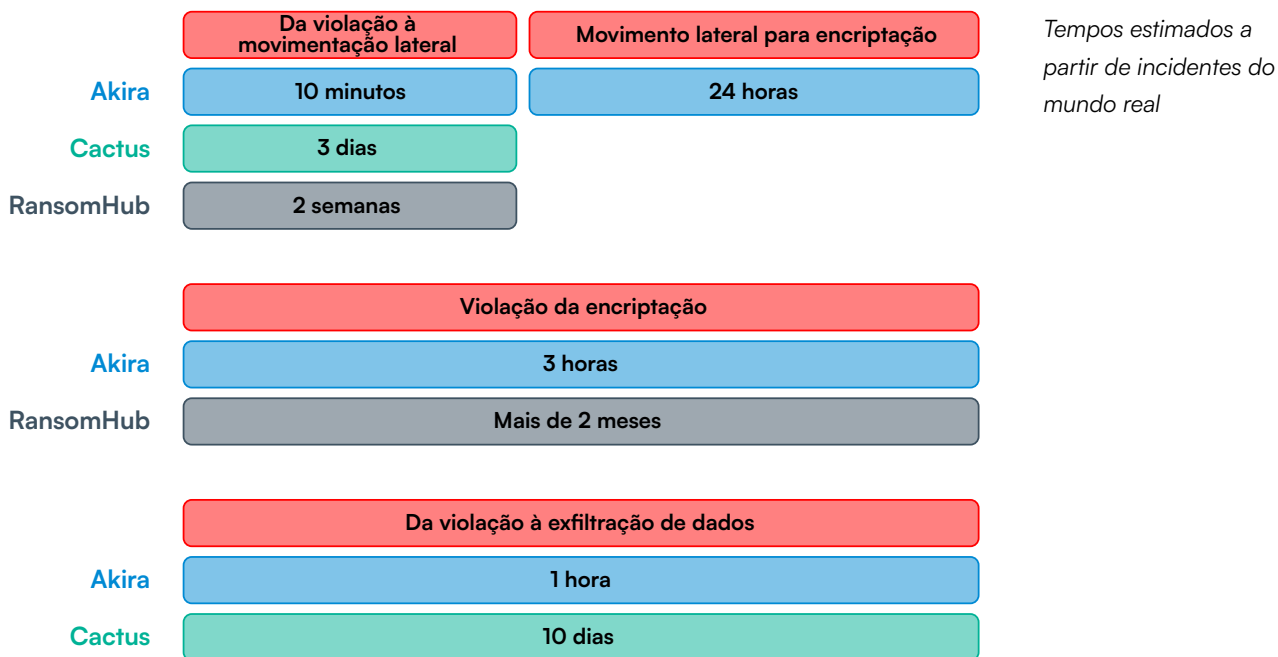 Da violação à
movimentação lateral
Movimento lateral para encriptação
Tempos estimados a
partir de incidentes do
mundo real
Akira
10 minutos
24 horas
Cactus
3 dias
RansomHub
2 semanas
Violação da encriptação
Akira
3 horas
RansomHub
Mais de 2 meses
Da violação à exfiltração de dados
Akira
1 hora
Cactus
10 dias